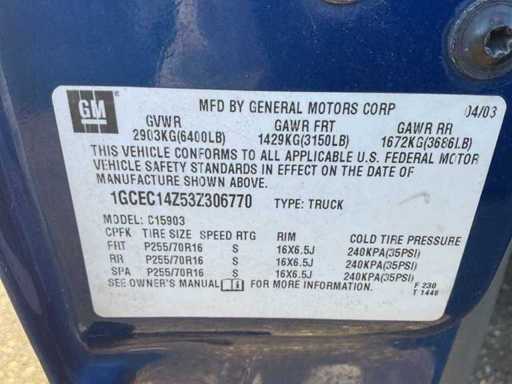 GM
MFD BY GENERAL MOTORS CORP 04/03
GVWR GAWR FRT GAWR RR
2903KG(6400LB) 1429KG(3150LB) 1672KG(3686LB)
THIS VEHICLE CONFORMS TO ALL APPLICABLE U.S. FEDERAL MOTOR
VEHICLE SAFETY STANDARDS IN EFFECT ON THE DATE OF
MANUFACTURE SHOWN ABOVE.
1GCEC14Z53Z306770 TYPE: TRUCK
MODEL: C15903
CPFK TIRE SIZE SPEED RTG RIM COLD TIRE PRESSURE
FRT P255/70R16 S 16X6.5J 240KPA(35PSI)
RR P255/70R16 S 16X6.5J 240KPA(35PSI)
SPA P255/70R16 S 16X6.5J 240KPA(35PSI)
SEE OWNER'S MANUAL FOR MORE INFORMATION. F 230
T 1448